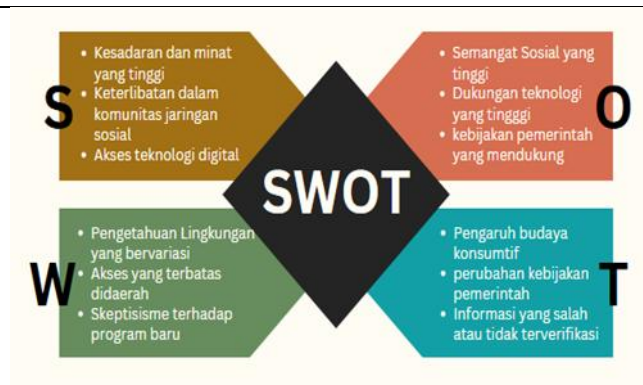 S
• Kesadaran dan minat
yang tinggi
• Keterlibatan dalam
komunitas jaringan
sosial
• Akses teknologi digital
O
• Semangat Sosial yang
tinggi
• Dukungan teknologi
yang tingggi
• kebijakan pemerintah
yang mendukung
SWOT
W
• Pengetahuan Lingkungan
yang bervariasi
• Akses yang terbatas
didaerah
• Skeptisisme terhadap
program baru
T
• Pengaruh budaya
konsumtif
• perubahan kebijakan
pemerintah
• Informasi yang salah
atau tidak terverifikasi